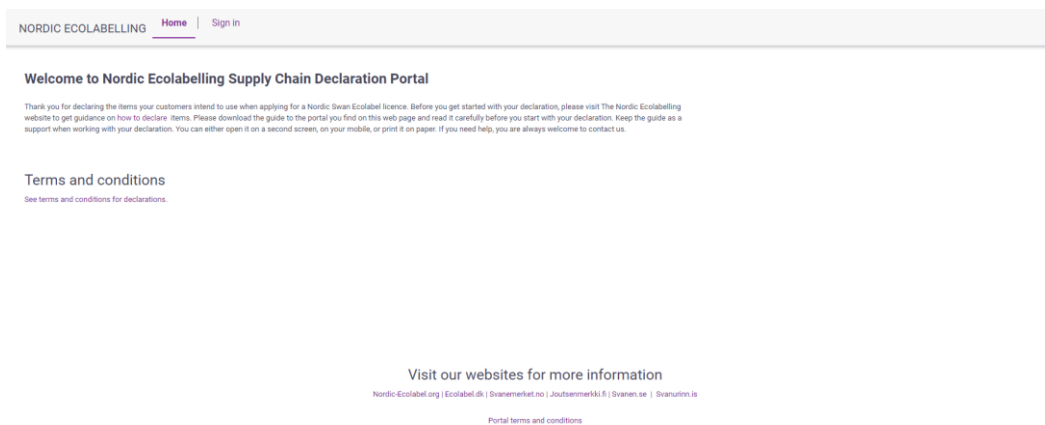 NORDIC ECOLABELLING Home | Sign in
Welcome to Nordic Ecolabelling Supply Chain Declaration Portal
Thank you for declaring the items your customers intend to use when applying for a Nordic Swan Ecolabel licence. Before you get started with your declaration, please visit The Nordic Ecolabelling
website to get guidance on how to declare items. Please download the guide to the portal you find on this web page and read it carefully before you start with your declaration. Keep the guide as a
support when working with your declaration. You can either open it on a second screen, on your mobile, or print it on paper. If you need help, you are always welcome to contact us.
Terms and conditions
See terms and conditions for declarations.
Visit our websites for more information
Nordic-Ecolabel.org | Ecolabel.dk | Svanemerket.no | Joutsenmerkki.fi | Svanen.se | Svanurinn.is
Portal terms and conditions